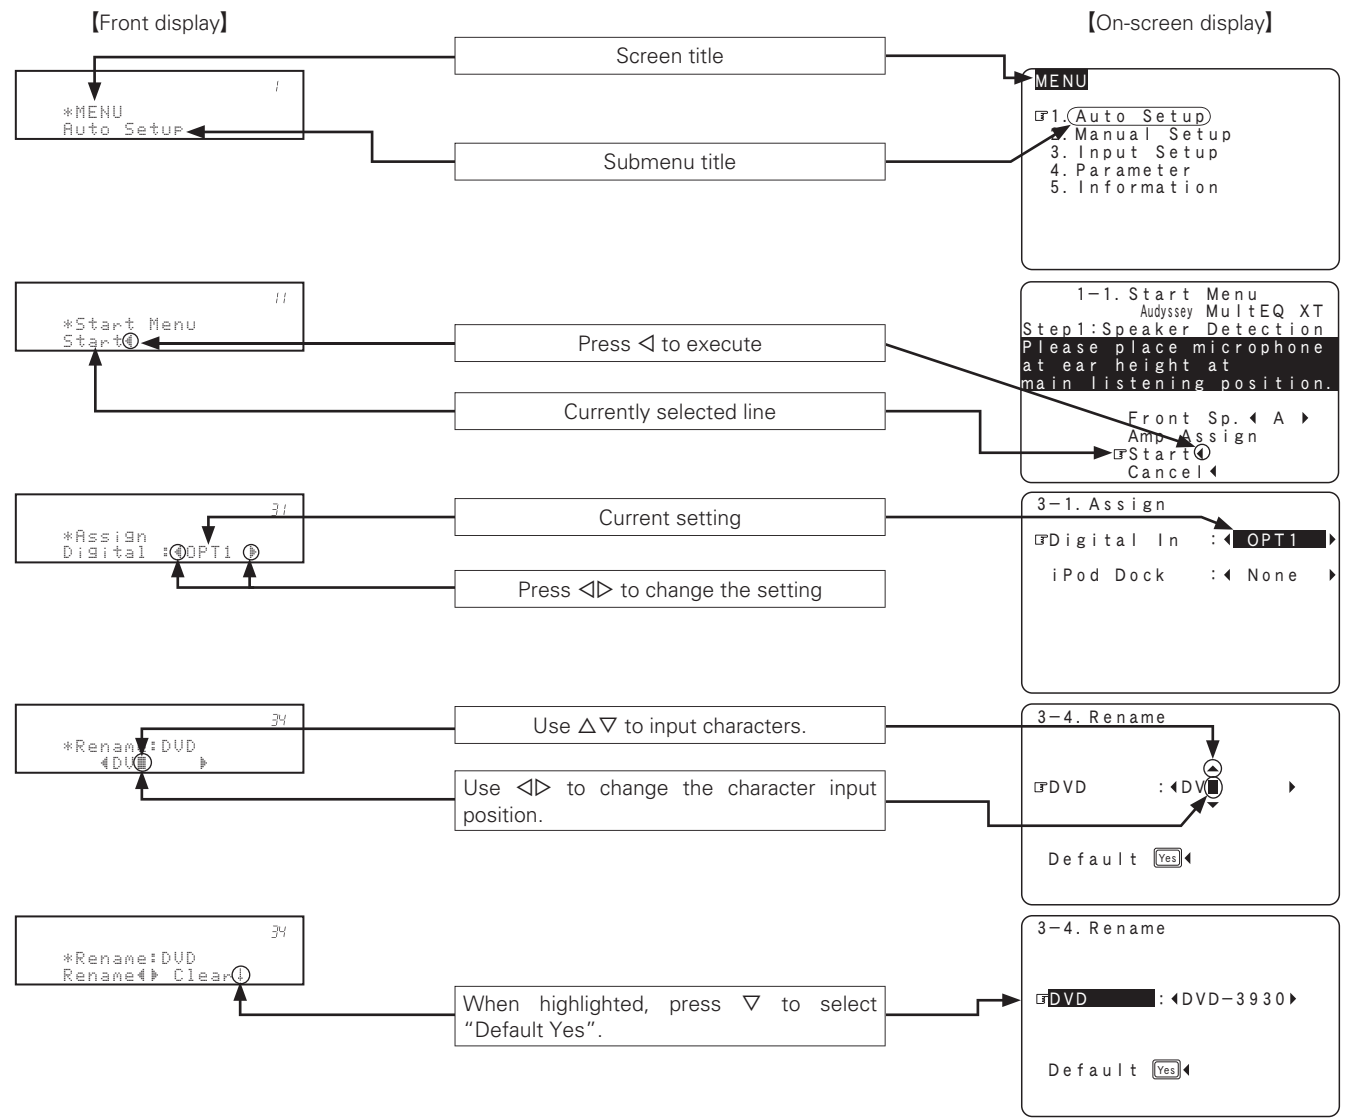 【Front display】
【On-screen display】
1
*MENU
Auto Setup
Screen title
Submenu title
MENU
☞1.Auto Setup
2.Manual Setup
3.Input Setup
4.Parameter
5.Information
11
*Start Menu
Start◀
Press ◁ to execute
Currently selected line
1-1.Start Menu
Audyssey MultEQ XT
Step1:Speaker Detection
Please place microphone
at ear height at
main listening position.
Front Sp.◀ A ▶
Amp Assign
☞Start◀
Cancel◀
31
*Assign
Digital :◀OPT1 ▶
Current setting
Press ◁▷ to change the setting
3-1.Assign
☞Digital In :◀ OPT1 ▶
iPod Dock :◀ None ▶
34
*Rename:DVD
◀DV■ ▶
Use △▽ to input characters.
Use ◁▷ to change the character input
position.
3-4.Rename
▲
☞DVD :◀DV■ ▶
▼
Default Yes◀
34
*Rename:DVD
Rename◀▶ Clear↓
When highlighted, press ▽ to select
“Default Yes”.
3-4.Rename
☞DVD :◀DVD-3930▶
Default Yes◀